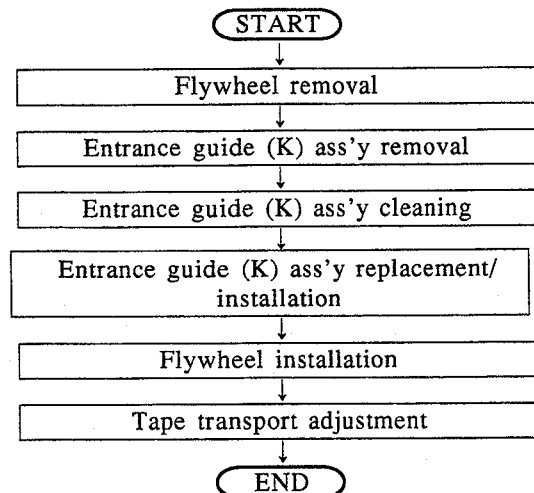 START
Flywheel removal
Entrance guide (K) ass'y removal
Entrance guide (K) ass'y cleaning
Entrance guide (K) ass'y replacement/
installation
Flywheel installation
Tape transport adjustment
END